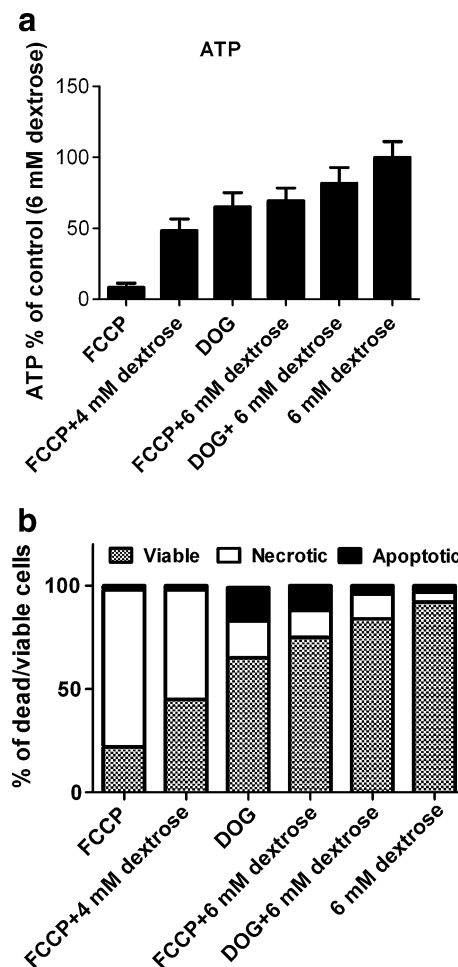 a
ATP
ATP % of control (6 mM dextrose)
150
100
50
0
FCCP
FCCP+4 mM dextrose
DOG
FCCP+6 mM dextrose
DOG+ 6 mM dextrose
6 mM dextrose
b
Viable Necrotic Apoptotic
% of dead/viable cells
100
50
0
FCCP
FCCP+4 mM dextrose
DOG
FCCP+6 mM dextrose
DOG+6 mM dextrose
6 mM dextrose